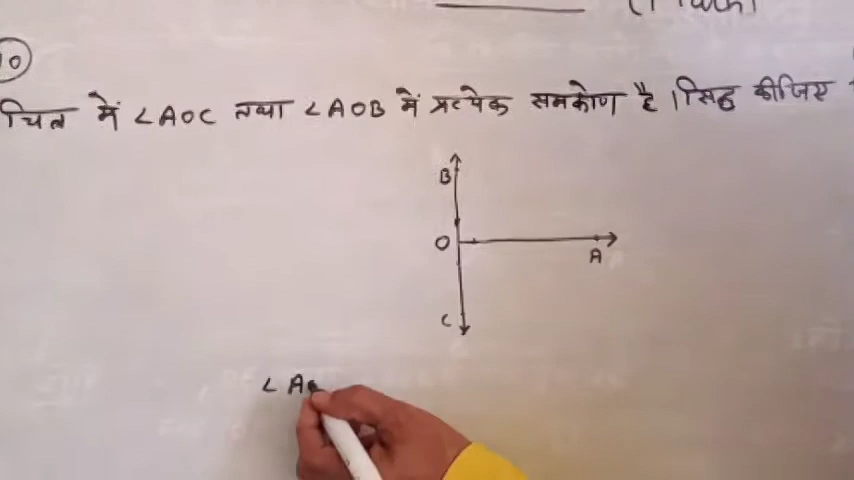 10
चित्र में ∠AOC तथा ∠AOB में प्रत्येक समकोण है । सिद्ध कीजिए
B
O
A
C
∠A